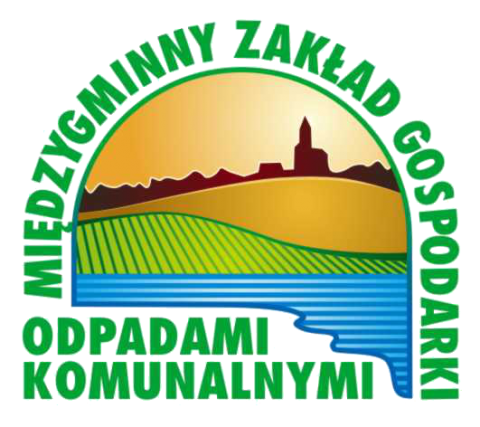 MIĘDZYGMINNY ZAKŁAD GOSPODARKI
ODPADAMI
KOMUNALNYMI